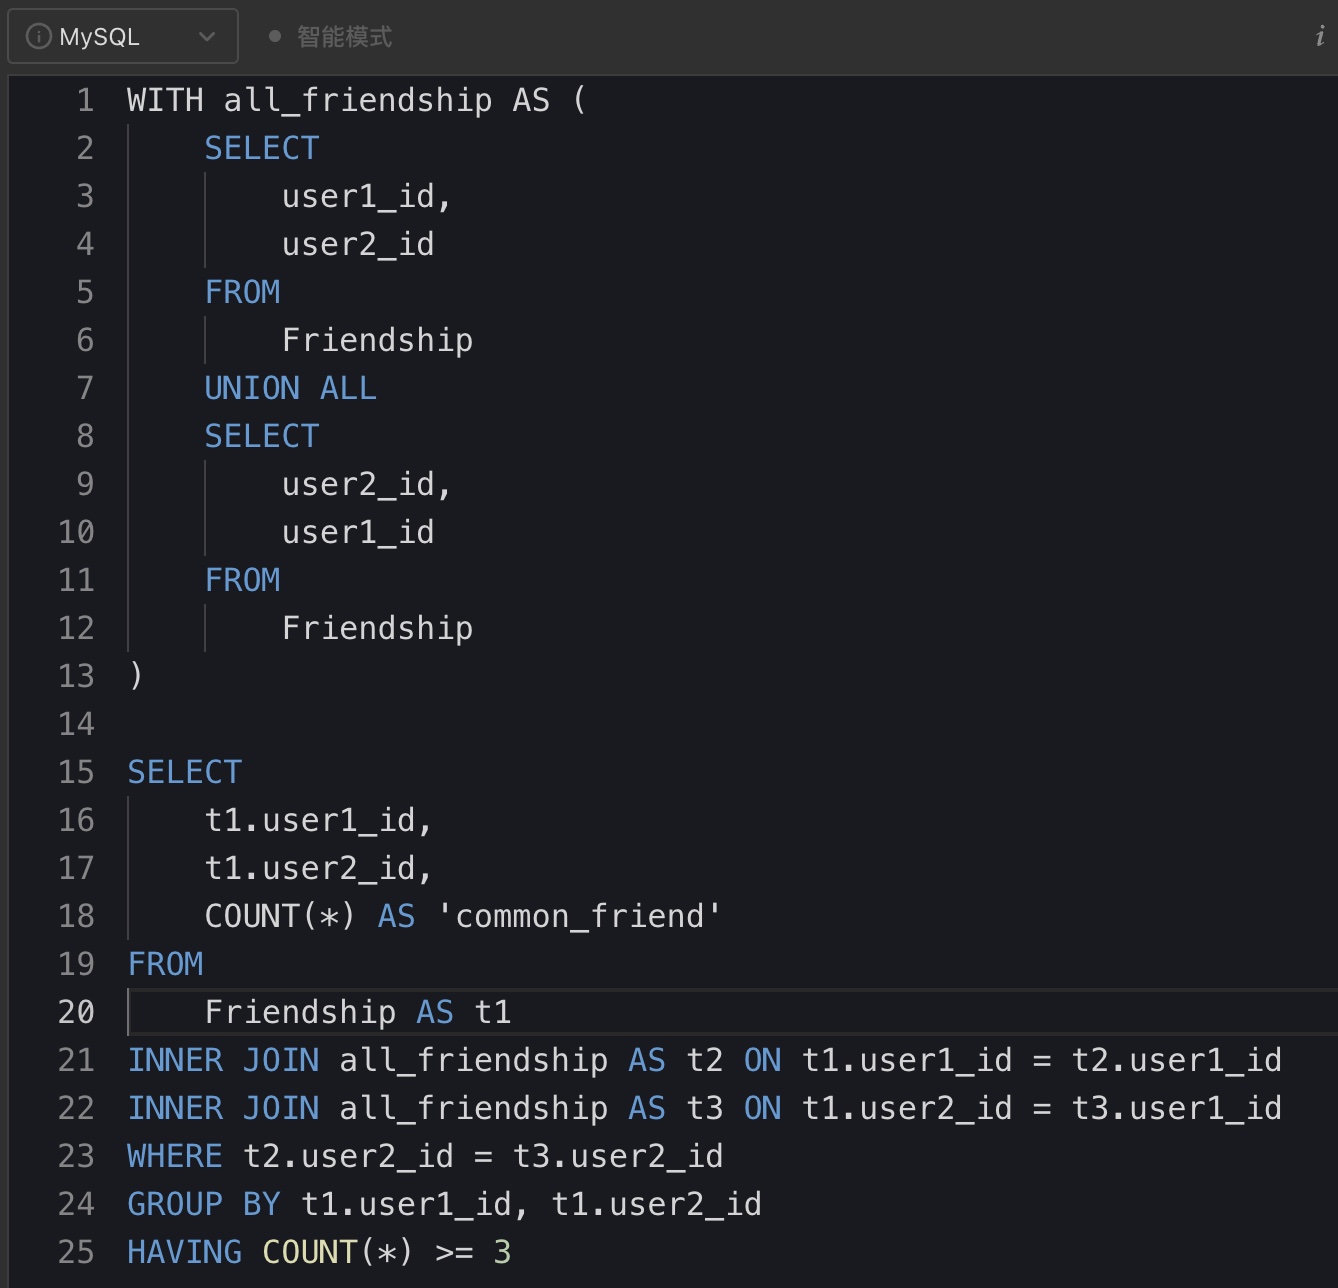 MySQL 智能模式 i
1 WITH all_friendship AS (
2 SELECT
3 user1_id,
4 user2_id
5 FROM
6 Friendship
7 UNION ALL
8 SELECT
9 user2_id,
10 user1_id
11 FROM
12 Friendship
13 )
14
15 SELECT
16 t1.user1_id,
17 t1.user2_id,
18 COUNT(*) AS 'common_friend'
19 FROM
20 Friendship AS t1
21 INNER JOIN all_friendship AS t2 ON t1.user1_id = t2.user1_id
22 INNER JOIN all_friendship AS t3 ON t1.user2_id = t3.user1_id
23 WHERE t2.user2_id = t3.user2_id
24 GROUP BY t1.user1_id, t1.user2_id
25 HAVING COUNT(*) >= 3